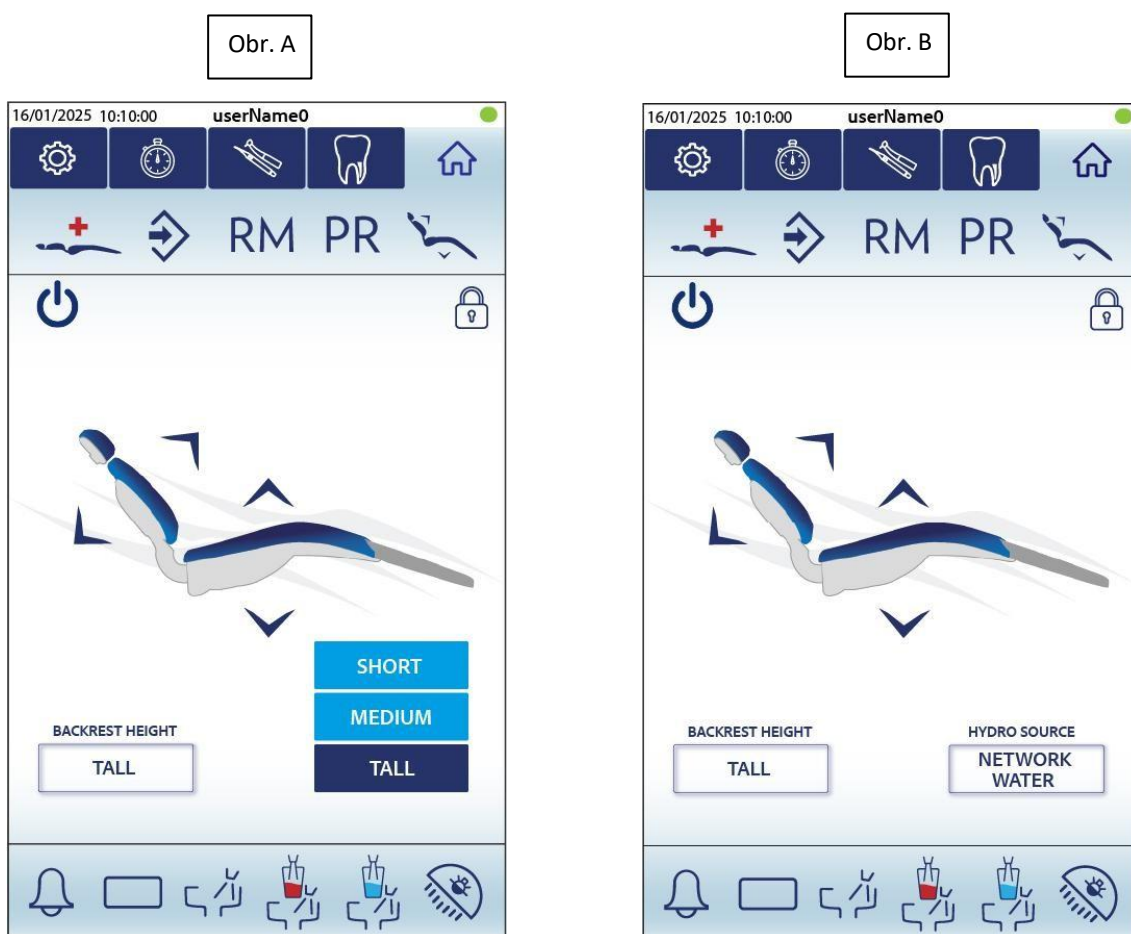 Obr. A
16/01/2025 10:10:00 userName0
RM PR
SHORT
MEDIUM
BACKREST HEIGHT
TALL
TALL
Obr. B
16/01/2025 10:10:00 userName0
RM PR
BACKREST HEIGHT
TALL
HYDRO SOURCE
NETWORK
WATER